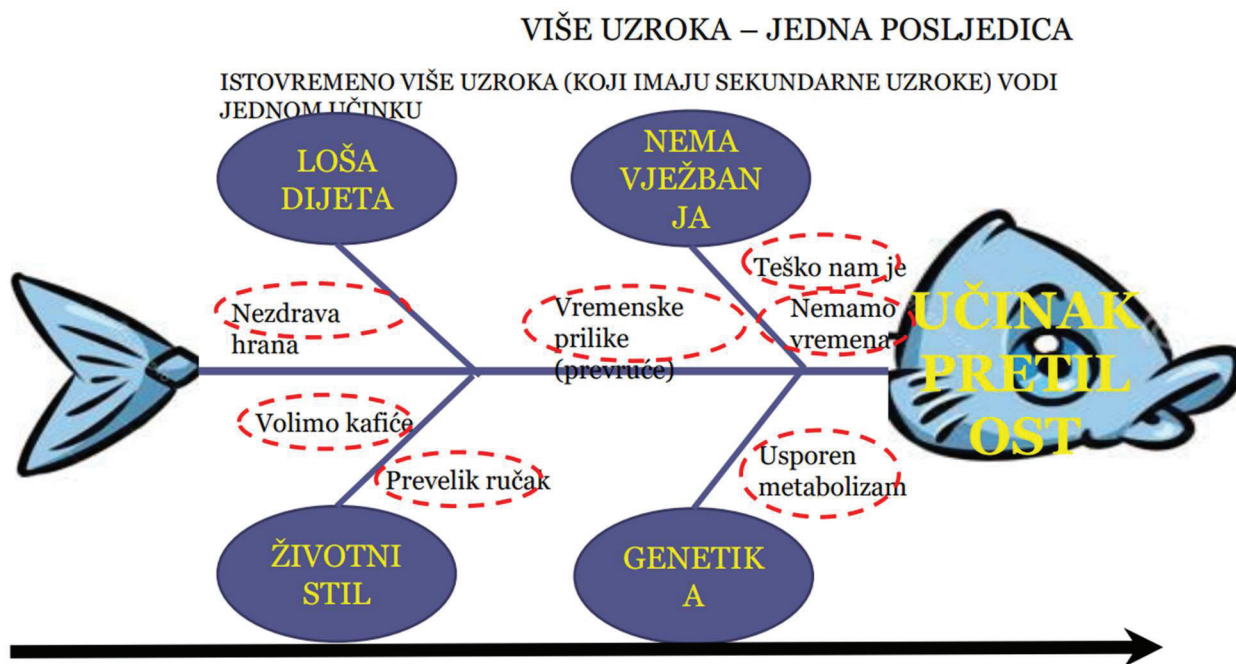 VIŠE UZROKA – JEDNA POSLJEDICA
ISTOVREMENO VIŠE UZROKA (KOJI IMAJU SEKUNDARNE UZROKE) VODI
JEDNOM UČINKU
LOŠA
DIJETA
NEMA
VJEŽBAN
JA
Nezdrava
hrana
Vremenske
prilike
(prevruće)
Teško nam je
Nemamo
vremena
UČINAK
PRETIL
OST
Volimo kafiće
Prevelik ručak
Usporen
metabolizam
ŽIVOTNI
STIL
GENETIK
A